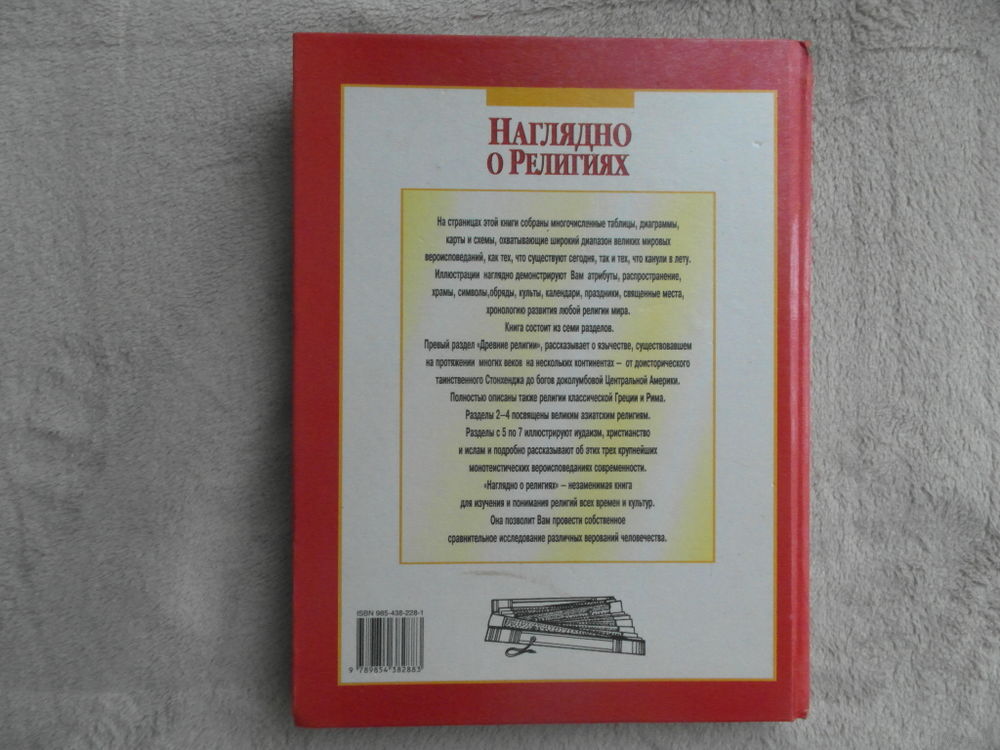 НАГЛЯДНО
О РЕЛИГИЯХ
На страницах этой книги собраны многочисленные таблицы, диаграммы,
карты и схемы, охватывающие широкий диапазон великих мировых
вероисповеданий, как тех, что существуют сегодня, так и тех, что канули в лету.
Иллюстрации наглядно демонстрируют Вам атрибуты, распространение,
храмы, символы,обряды, культы, календари, праздники, священные места,
хронологию развития любой религии мира.
Книга состоит из семи разделов.
Превый раздел «Древние религии», рассказывает о язычестве, существовавшем
на протяжении многих веков на нескольких континентах – от доисторического
таинственного Стонхенджа до богов доколумбовой Центральной Америки.
Полностью описаны также религии классической Греции и Рима.
Разделы 2–4 посвящены великим азиатским религиям.
Разделы с 5 по 7 иллюстрируют иудаизм, христианство
и ислам и подробно рассказывают об этих трех крупнейших
монотеистических вероисповеданиях современности.
«Наглядно о религиях» – незаменимая книга
для изучения и понимания религий всех времен и культур.
Она позволит Вам провести собственное
сравнительное исследование различных верований человечества.
ISBN 985-438-228-1
9 789854 382883